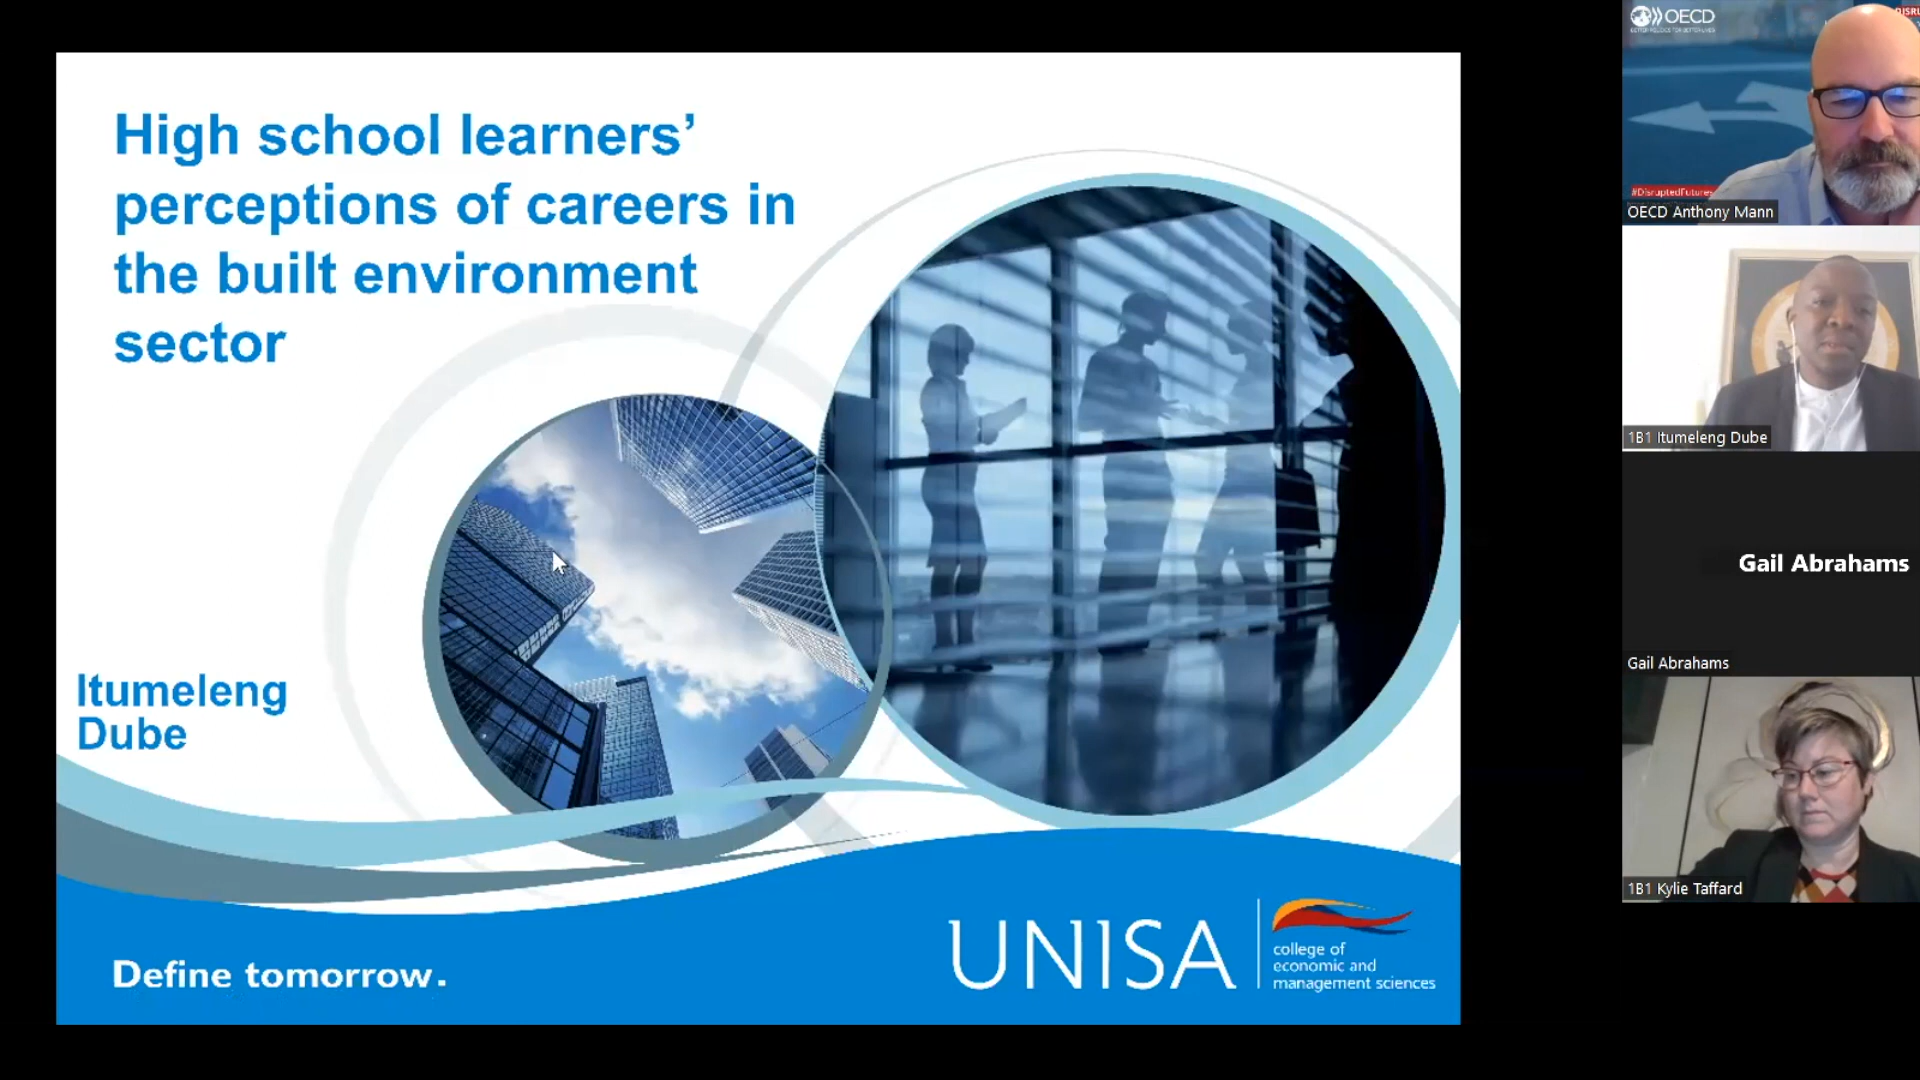 High school learners’
perceptions of careers in
the built environment
sector
Itumeleng
Dube
Define tomorrow.
UNISA
college of
economic and
management sciences
OECD
#DisruptedFutures
OECD Anthony Mann
1B1 Itumeleng Dube
Gail Abrahams
Gail Abrahams
1B1 Kylie Taffard